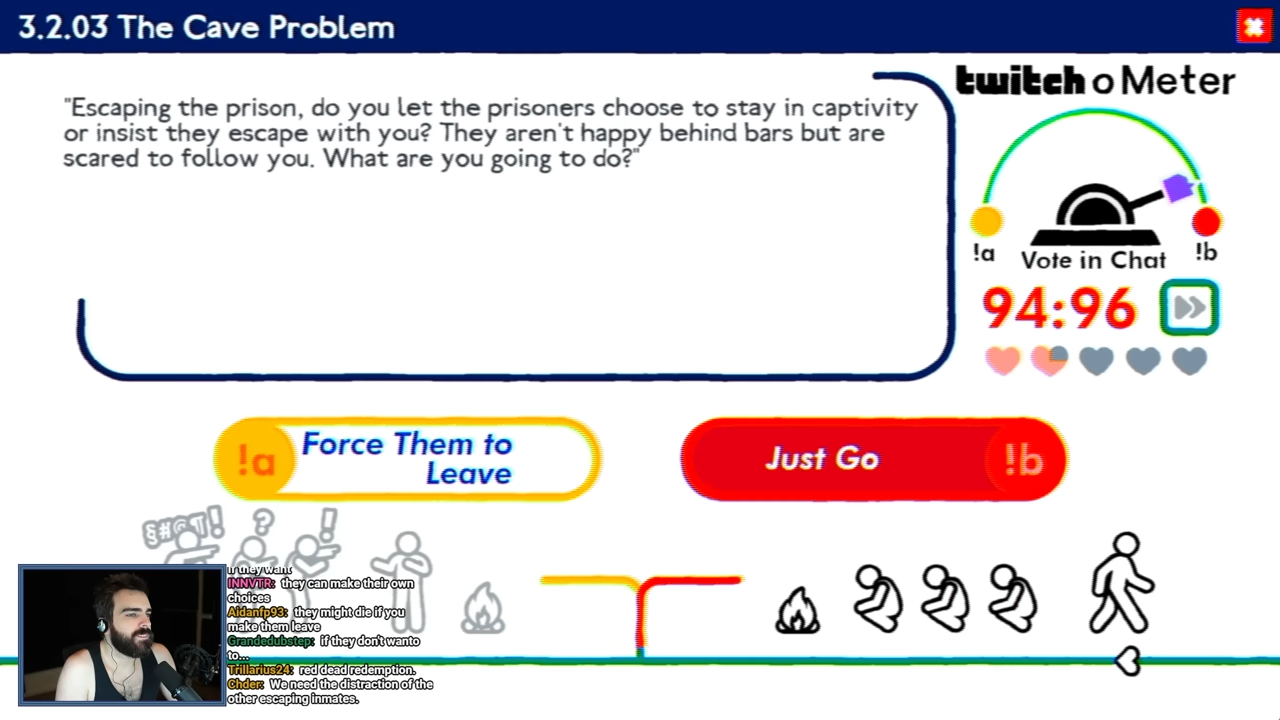 3.2.03 The Cave Problem
"Escaping the prison, do you let the prisoners choose to stay in captivity
or insist they escape with you? They aren't happy behind bars but are
scared to follow you. What are you going to do?"
twitch o Meter
!a
Vote in Chat
!b
94:96
!a
Force Them to
Leave
Just Go
!b
§#@¶!
?
!
if they want
INNVTR: they can make their own
choices
Aidanfp93: they might die if you
make them leave
Grandedubstep: if they don't wanto
to...
Trillarius24: red dead redemption.
Chder: We need the distraction of the
other escaping inmates.